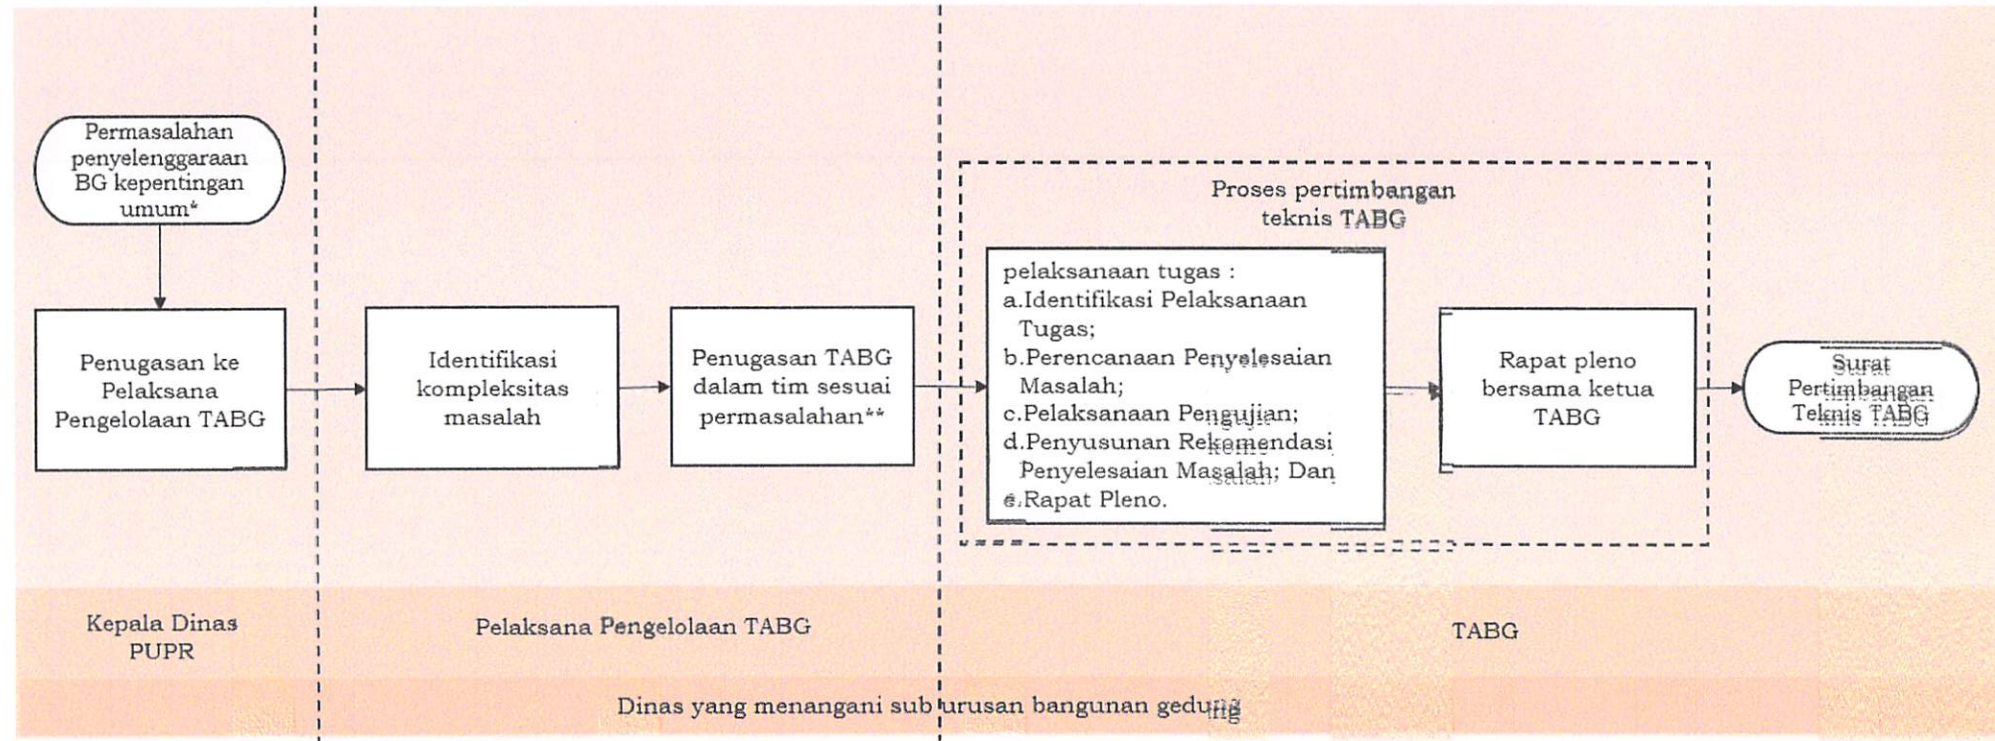 Permasalahan
penyelenggaraan
BG kepentingan
umum*
Penugasan ke
Pelaksana
Pengelolaan TABG
Identifikasi
kompleksitas
masalah
Penugasan TABG
dalam tim sesuai
permasalahan**
Proses pertimbangan
teknis TABG
pelaksanaan tugas :
a.Identifikasi Pelaksanaan
Tugas;
b.Perencanaan Penyelesaian
Masalah;
c.Pelaksanaan Pengujian;
d.Penyusunan Rekomendasi
Penyelesaian Masalah; Dan
e.Rapat Pleno.
Rapat pleno
bersama ketua
TABG
Surat
Pertimbangan
Teknis TABG
Kepala Dinas
PUPR
Pelaksana Pengelolaan TABG
TABG
Dinas yang menangani sub urusan bangunan gedung